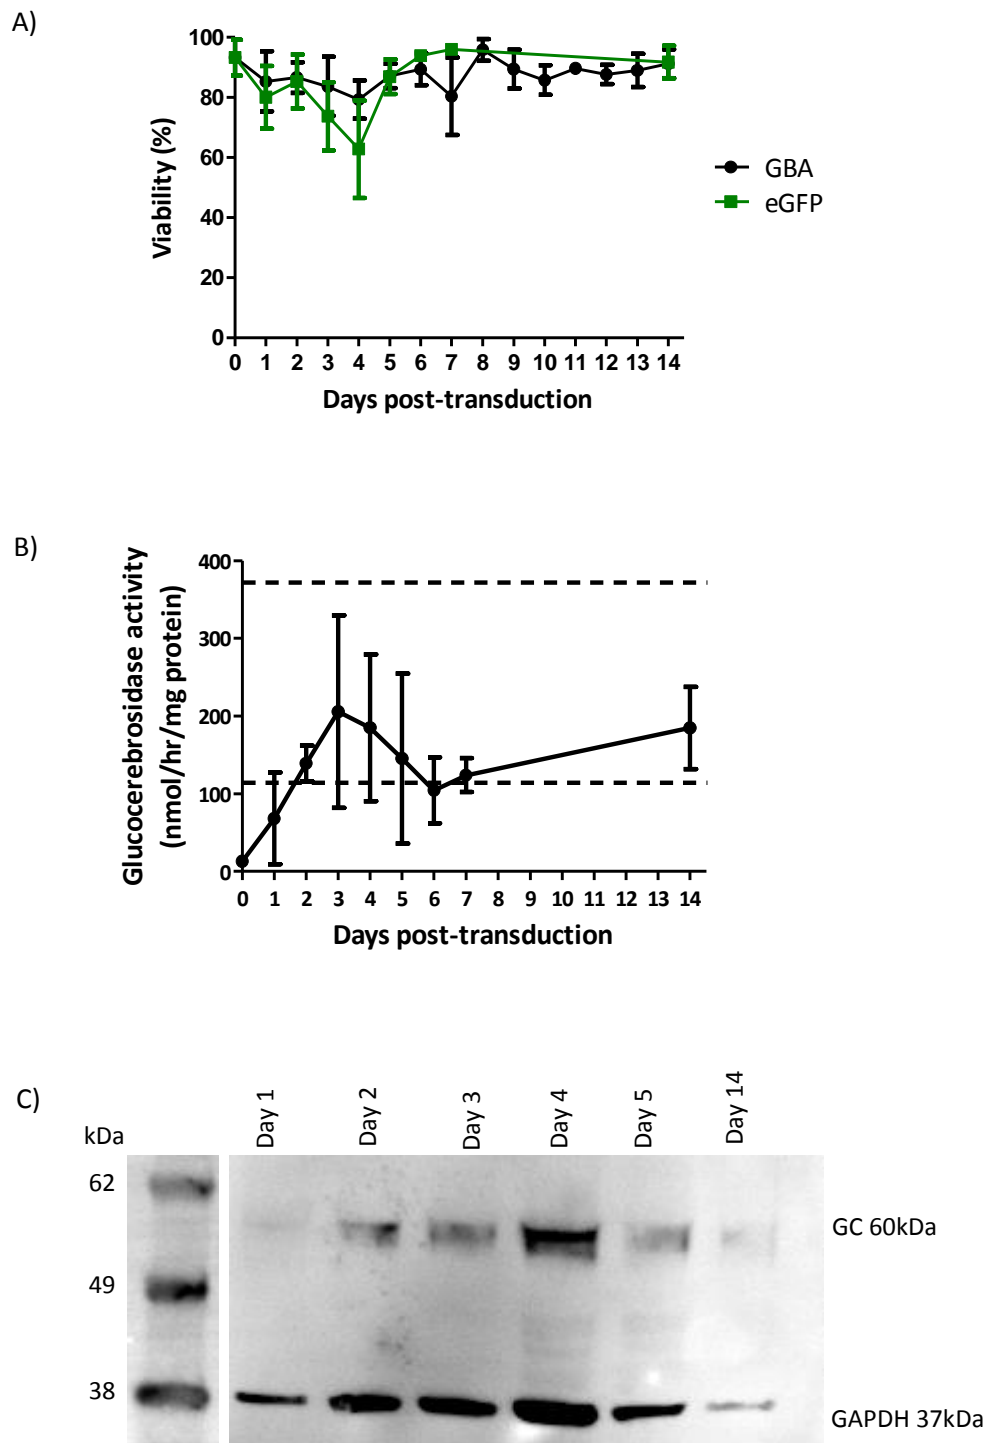 A)
100
80
60
40
20
0
Viability (%)
0 1 2 3 4 5 6 7 8 9 10 11 12 13 14
Days post-transduction
GBA
eGFP
B)
400
300
200
100
0
Glucocerebrosidase activity
(nmol/hr/mg protein)
0 1 2 3 4 5 6 7 8 9 10 11 12 13 14
Days post-transduction
C)
kDa
Day 1
Day 2
Day 3
Day 4
Day 5
Day 14
62
49
38
GC 60kDa
GAPDH 37kDa